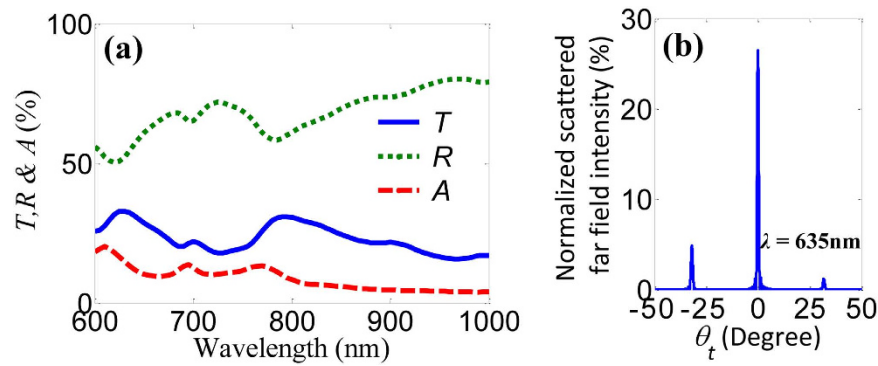 (a)
T,R & A (%)
100
50
0
T
R
A
600 700 800 900 1000
Wavelength (nm)
(b)
Normalized scattered
far field intensity (%)
30
20
10
0
λ = 635nm
-50 -25 0 25 50
θt (Degree)